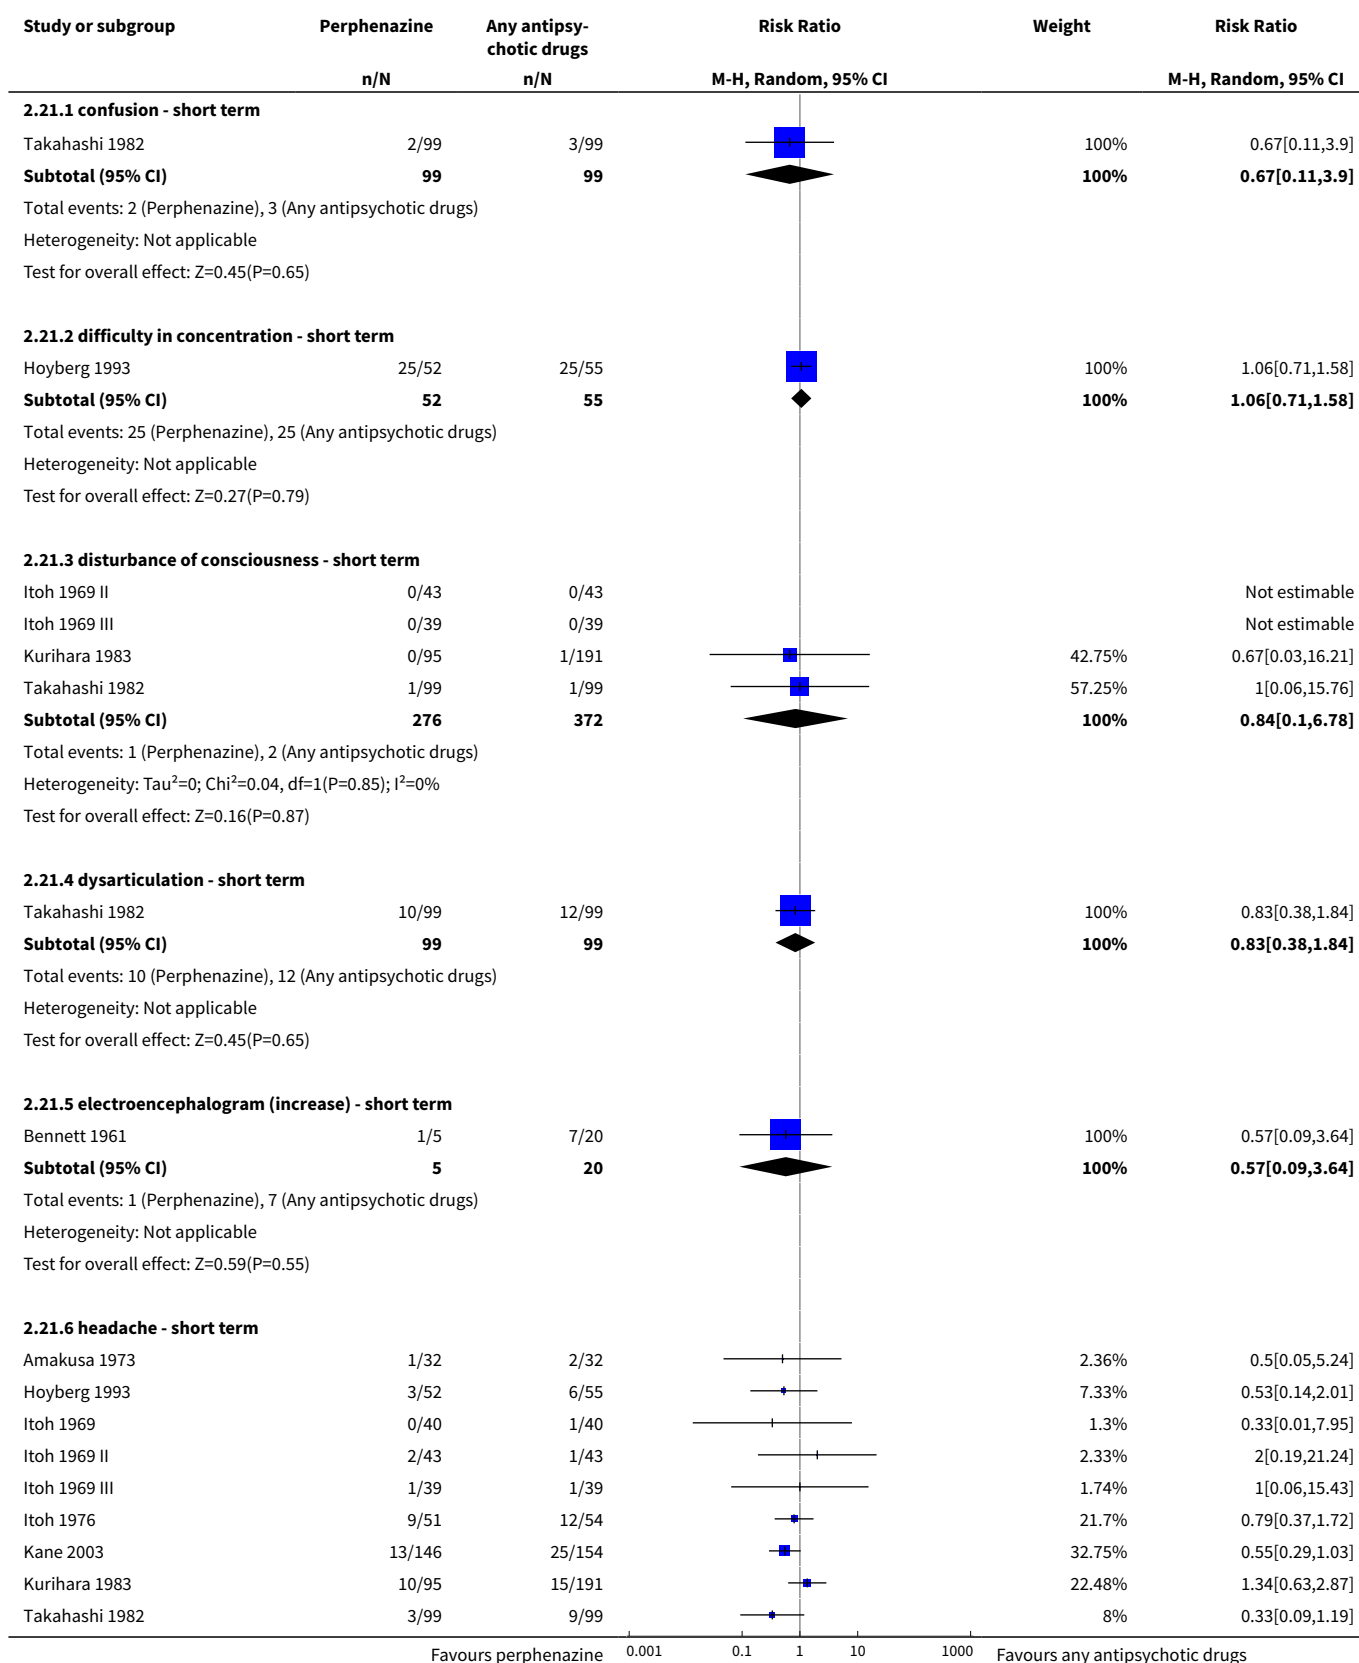 Study or subgroup Perphenazine Any antipsy- Risk Ratio Weight Risk Ratio
chotic drugs
n/N n/N M-H, Random, 95% CI M-H, Random, 95% CI
2.21.1 confusion - short term
Takahashi 1982 2/99 3/99 100% 0.67[0.11,3.9]
Subtotal (95% CI) 99 99 100% 0.67[0.11,3.9]
Total events: 2 (Perphenazine), 3 (Any antipsychotic drugs)
Heterogeneity: Not applicable
Test for overall effect: Z=0.45(P=0.65)
2.21.2 difficulty in concentration - short term
Hoyberg 1993 25/52 25/55 100% 1.06[0.71,1.58]
Subtotal (95% CI) 52 55 100% 1.06[0.71,1.58]
Total events: 25 (Perphenazine), 25 (Any antipsychotic drugs)
Heterogeneity: Not applicable
Test for overall effect: Z=0.27(P=0.79)
2.21.3 disturbance of consciousness - short term
Itoh 1969 II 0/43 0/43 Not estimable
Itoh 1969 III 0/39 0/39 Not estimable
Kurihara 1983 0/95 1/191 42.75% 0.67[0.03,16.21]
Takahashi 1982 1/99 1/99 57.25% 1[0.06,15.76]
Subtotal (95% CI) 276 372 100% 0.84[0.1,6.78]
Total events: 1 (Perphenazine), 2 (Any antipsychotic drugs)
Heterogeneity: Tau²=0; Chi²=0.04, df=1(P=0.85); I²=0%
Test for overall effect: Z=0.16(P=0.87)
2.21.4 dysarticulation - short term
Takahashi 1982 10/99 12/99 100% 0.83[0.38,1.84]
Subtotal (95% CI) 99 99 100% 0.83[0.38,1.84]
Total events: 10 (Perphenazine), 12 (Any antipsychotic drugs)
Heterogeneity: Not applicable
Test for overall effect: Z=0.45(P=0.65)
2.21.5 electroencephalogram (increase) - short term
Bennett 1961 1/5 7/20 100% 0.57[0.09,3.64]
Subtotal (95% CI) 5 20 100% 0.57[0.09,3.64]
Total events: 1 (Perphenazine), 7 (Any antipsychotic drugs)
Heterogeneity: Not applicable
Test for overall effect: Z=0.59(P=0.55)
2.21.6 headache - short term
Amakusa 1973 1/32 2/32 2.36% 0.5[0.05,5.24]
Hoyberg 1993 3/52 6/55 7.33% 0.53[0.14,2.01]
Itoh 1969 0/40 1/40 1.3% 0.33[0.01,7.95]
Itoh 1969 II 2/43 1/43 2.33% 2[0.19,21.24]
Itoh 1969 III 1/39 1/39 1.74% 1[0.06,15.43]
Itoh 1976 9/51 12/54 21.7% 0.79[0.37,1.72]
Kane 2003 13/146 25/154 32.75% 0.55[0.29,1.03]
Kurihara 1983 10/95 15/191 22.48% 1.34[0.63,2.87]
Takahashi 1982 3/99 9/99 8% 0.33[0.09,1.19]
Favours perphenazine 0.001 0.1 1 10 1000 Favours any antipsychotic drugs